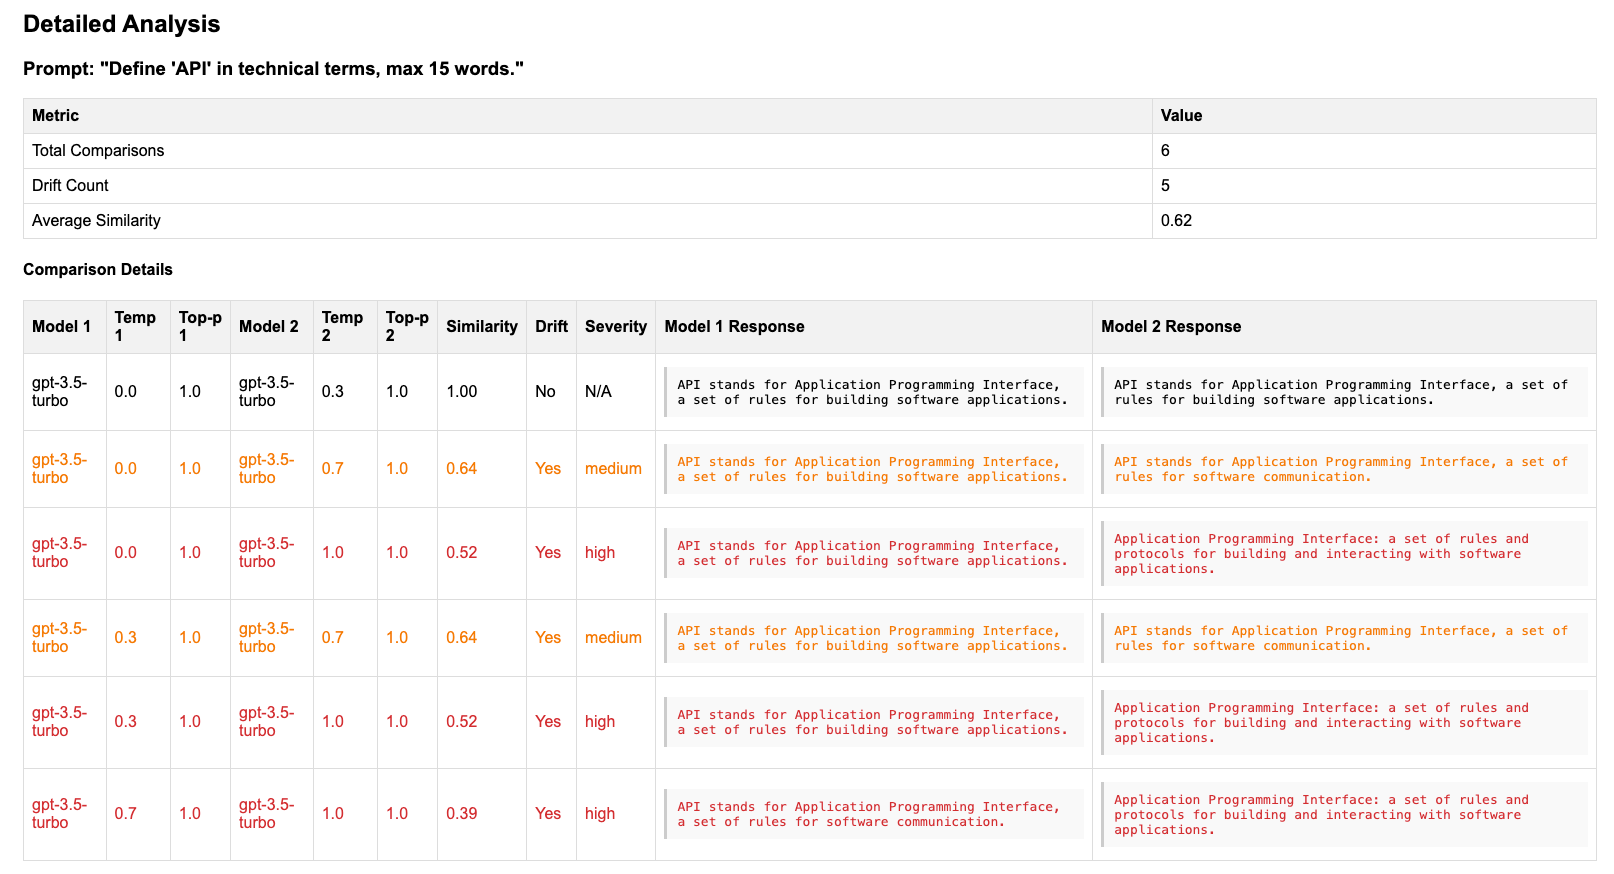 Detailed Analysis
Prompt: "Define 'API' in technical terms, max 15 words."
Metric Value
Total Comparisons 6
Drift Count 5
Average Similarity 0.62
Comparison Details
Model 1 Temp 1 Top-p 1 Model 2 Temp 2 Top-p 2 Similarity Drift Severity Model 1 Response Model 2 Response
gpt-3.5-turbo 0.0 1.0 gpt-3.5-turbo 0.3 1.0 1.00 No N/A API stands for Application Programming Interface, a set of rules for building software applications. API stands for Application Programming Interface, a set of rules for building software applications.
gpt-3.5-turbo 0.0 1.0 gpt-3.5-turbo 0.7 1.0 0.64 Yes medium API stands for Application Programming Interface, a set of rules for building software applications. API stands for Application Programming Interface, a set of rules for software communication.
gpt-3.5-turbo 0.0 1.0 gpt-3.5-turbo 1.0 1.0 0.52 Yes high API stands for Application Programming Interface, a set of rules for building software applications. Application Programming Interface: a set of rules and protocols for building and interacting with software applications.
gpt-3.5-turbo 0.3 1.0 gpt-3.5-turbo 0.7 1.0 0.64 Yes medium API stands for Application Programming Interface, a set of rules for building software applications. API stands for Application Programming Interface, a set of rules for software communication.
gpt-3.5-turbo 0.3 1.0 gpt-3.5-turbo 1.0 1.0 0.52 Yes high API stands for Application Programming Interface, a set of rules for building software applications. Application Programming Interface: a set of rules and protocols for building and interacting with software applications.
gpt-3.5-turbo 0.7 1.0 gpt-3.5-turbo 1.0 1.0 0.39 Yes high API stands for Application Programming Interface, a set of rules for software communication. Application Programming Interface: a set of rules and protocols for building and interacting with software applications.